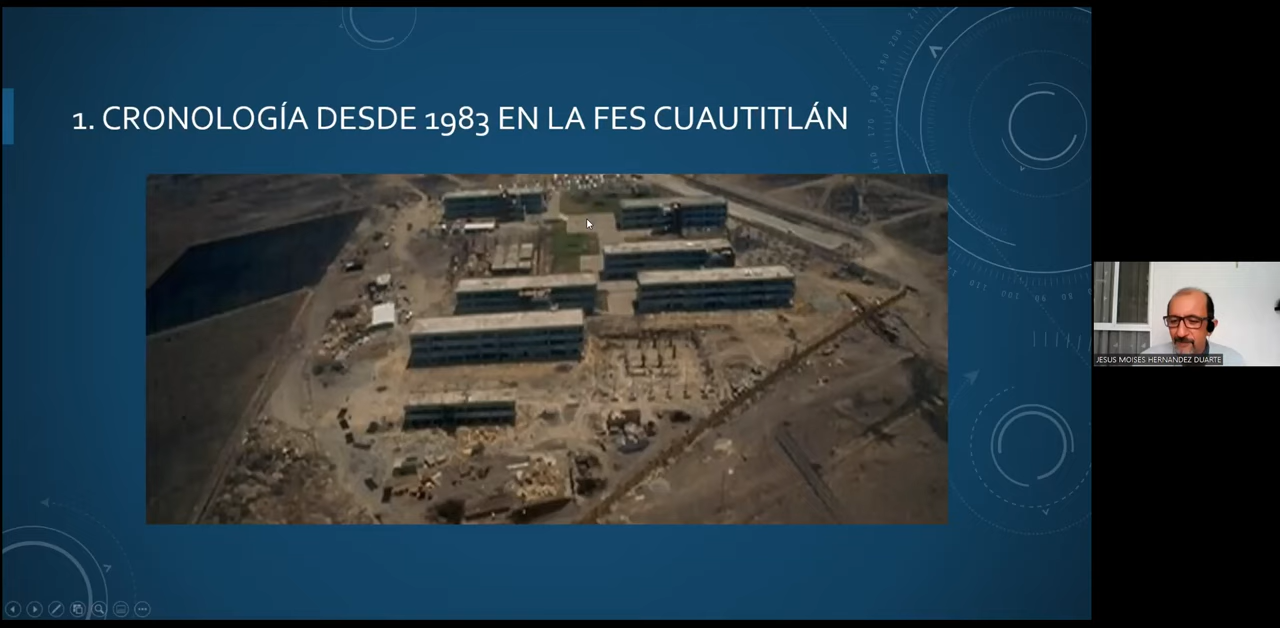 1. CRONOLOGÍA DESDE 1983 EN LA FES CUAUTITLÁN
JESUS MOISES HERNANDEZ DUARTE